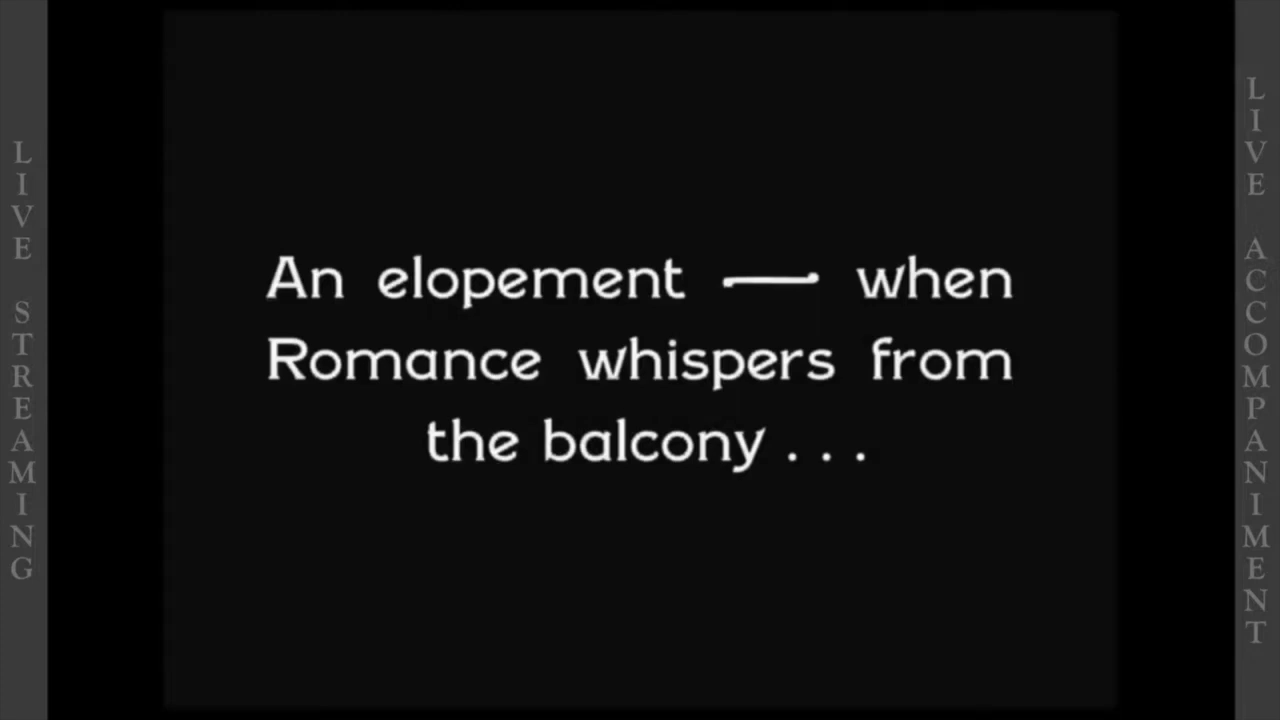 LIVE STREAMING
An elopement — when
Romance whispers from
the balcony . . .
LIVE ACCOMPANIMENT